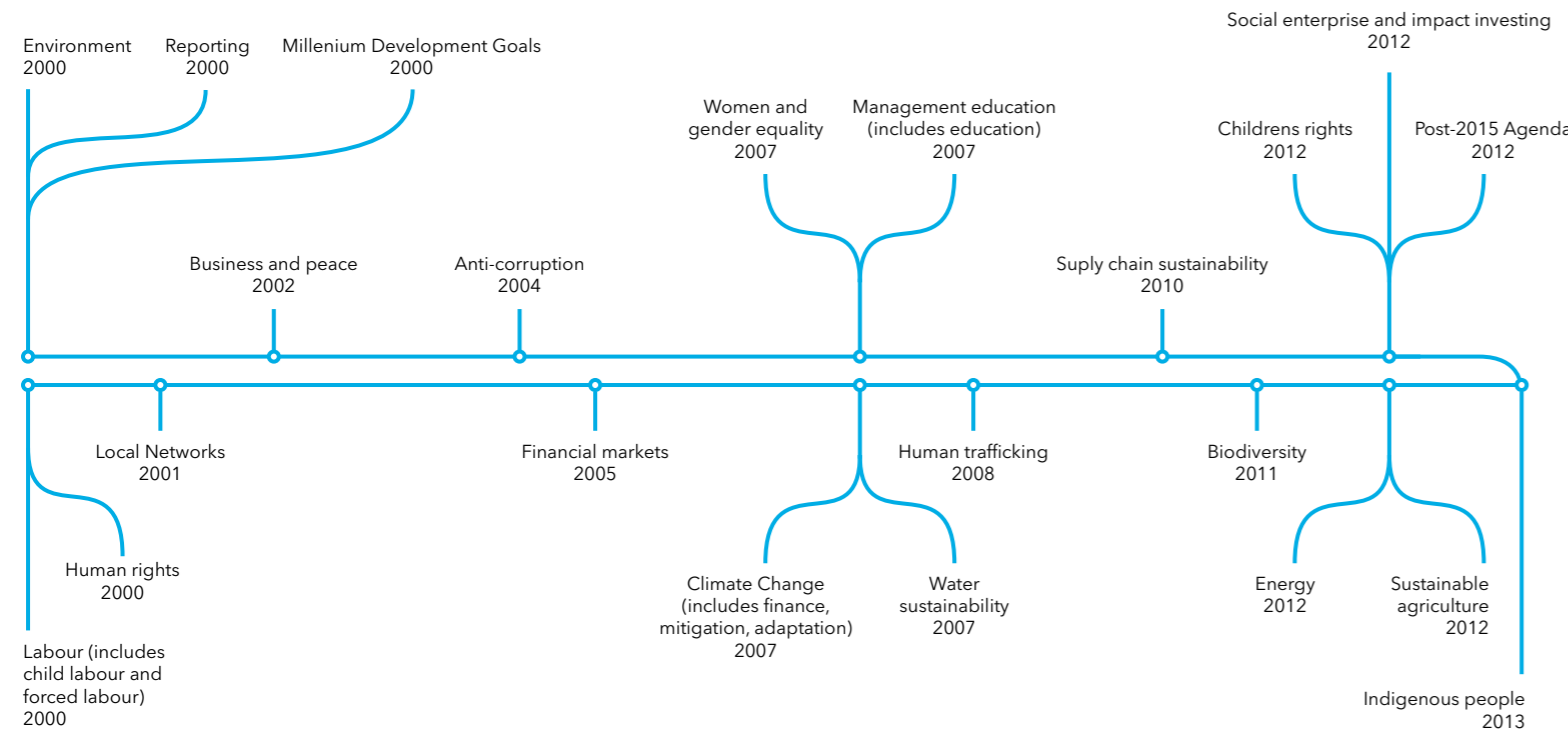 Social enterprise and impact investing
2012
Environment
2000
Reporting
2000
Millenium Development Goals
2000
Women and
gender equality
2007
Management education
(includes education)
2007
Childrens rights
2012
Post-2015 Agenda
2012
Business and peace
2002
Anti-corruption
2004
Suply chain sustainability
2010
Local Networks
2001
Financial markets
2005
Human trafficking
2008
Biodiversity
2011
Human rights
2000
Climate Change
(includes finance,
mitigation, adaptation)
2007
Water
sustainability
2007
Energy
2012
Sustainable
agriculture
2012
Labour (includes
child labour and
forced labour)
2000
Indigenous people
2013